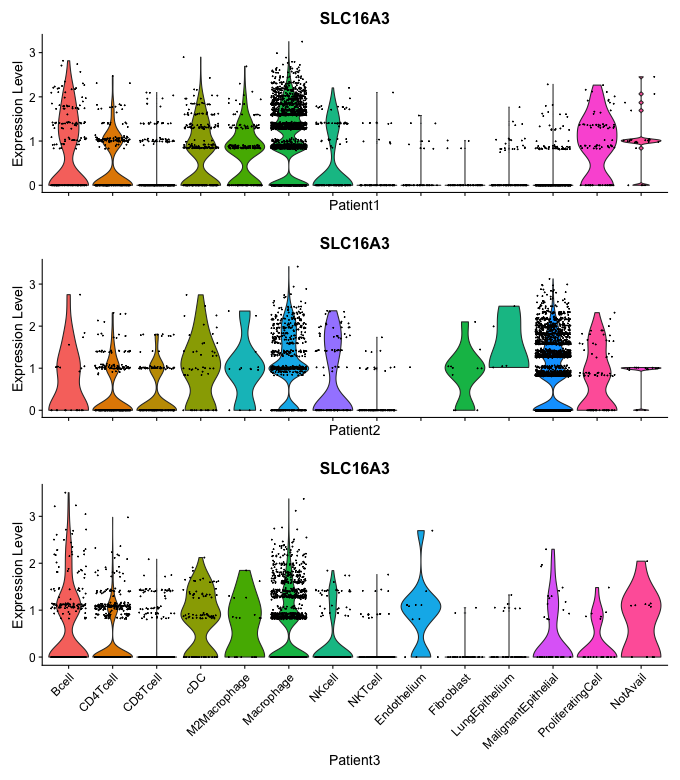 SLC16A3
Expression Level
3
2
1
0
Patient1
SLC16A3
Expression Level
3
2
1
0
Patient2
SLC16A3
Expression Level
3
2
1
0
Bcell
CD4Tcell
CD8Tcell
cDC
M2Macrophage
Macrophage
NKcell
NKTcell
Endothelium
Fibroblast
LungEpithelium
MalignantEpithelial
ProliferatingCell
NotAvail
Patient3